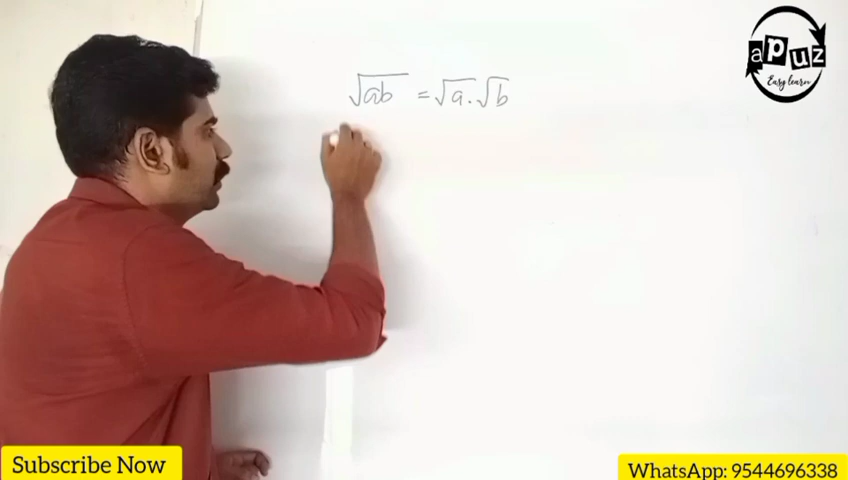 √ab = √a . √b
apuz
Easy learn
Subscribe Now
WhatsApp: 9544696338